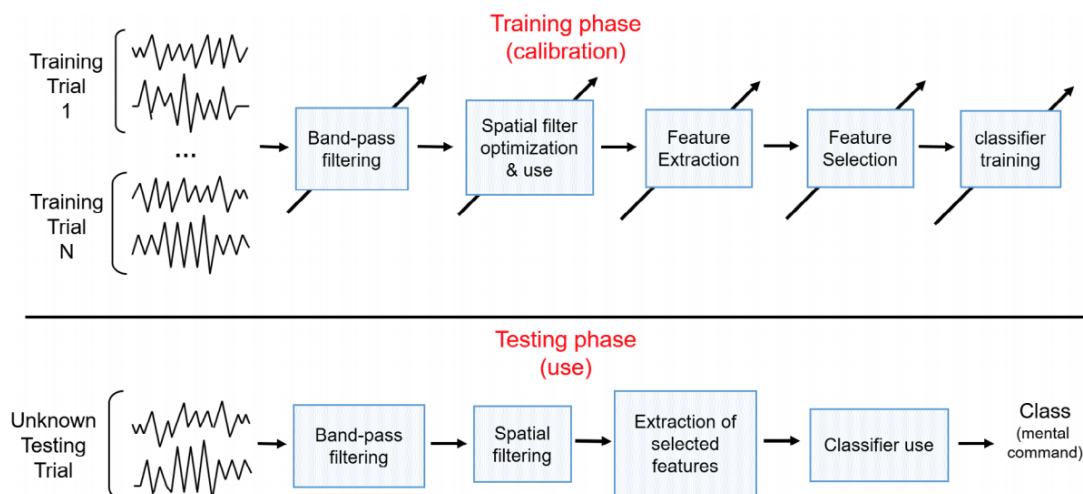 Training phase
(calibration)
Training
Trial
1
...
Training
Trial
N
Band-pass
filtering
Spatial filter
optimization
& use
Feature
Extraction
Feature
Selection
classifier
training
Testing phase
(use)
Unknown
Testing
Trial
Band-pass
filtering
Spatial
filtering
Extraction of
selected
features
Classifier use
Class
(mental
command)